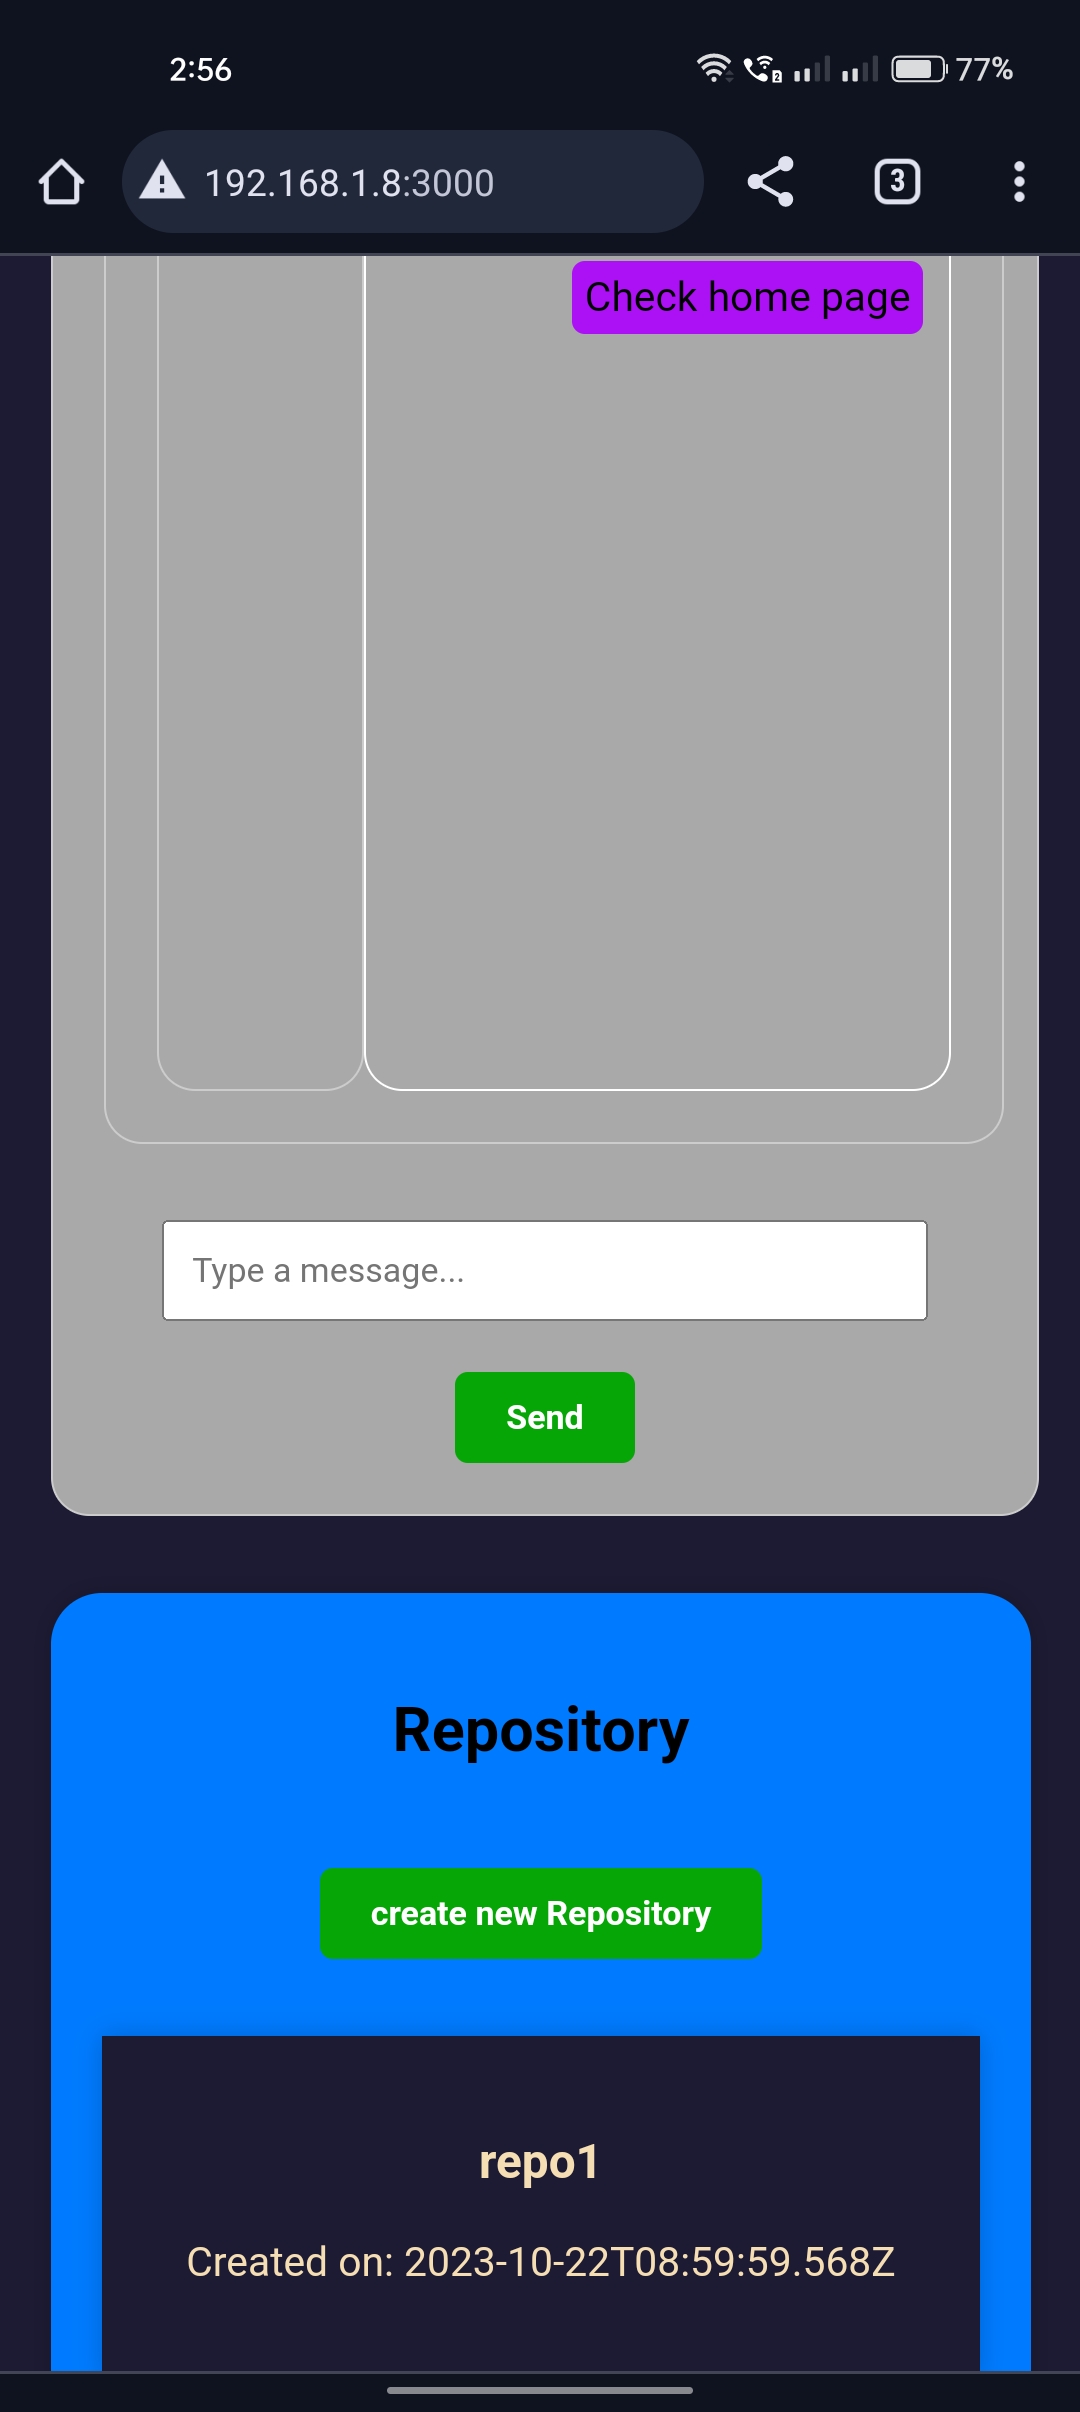 2:56
2
77%
192.168.1.8:3000
3
Check home page
Type a message...
Send
Repository
create new Repository
repo1
Created on: 2023-10-22T08:59:59.568Z